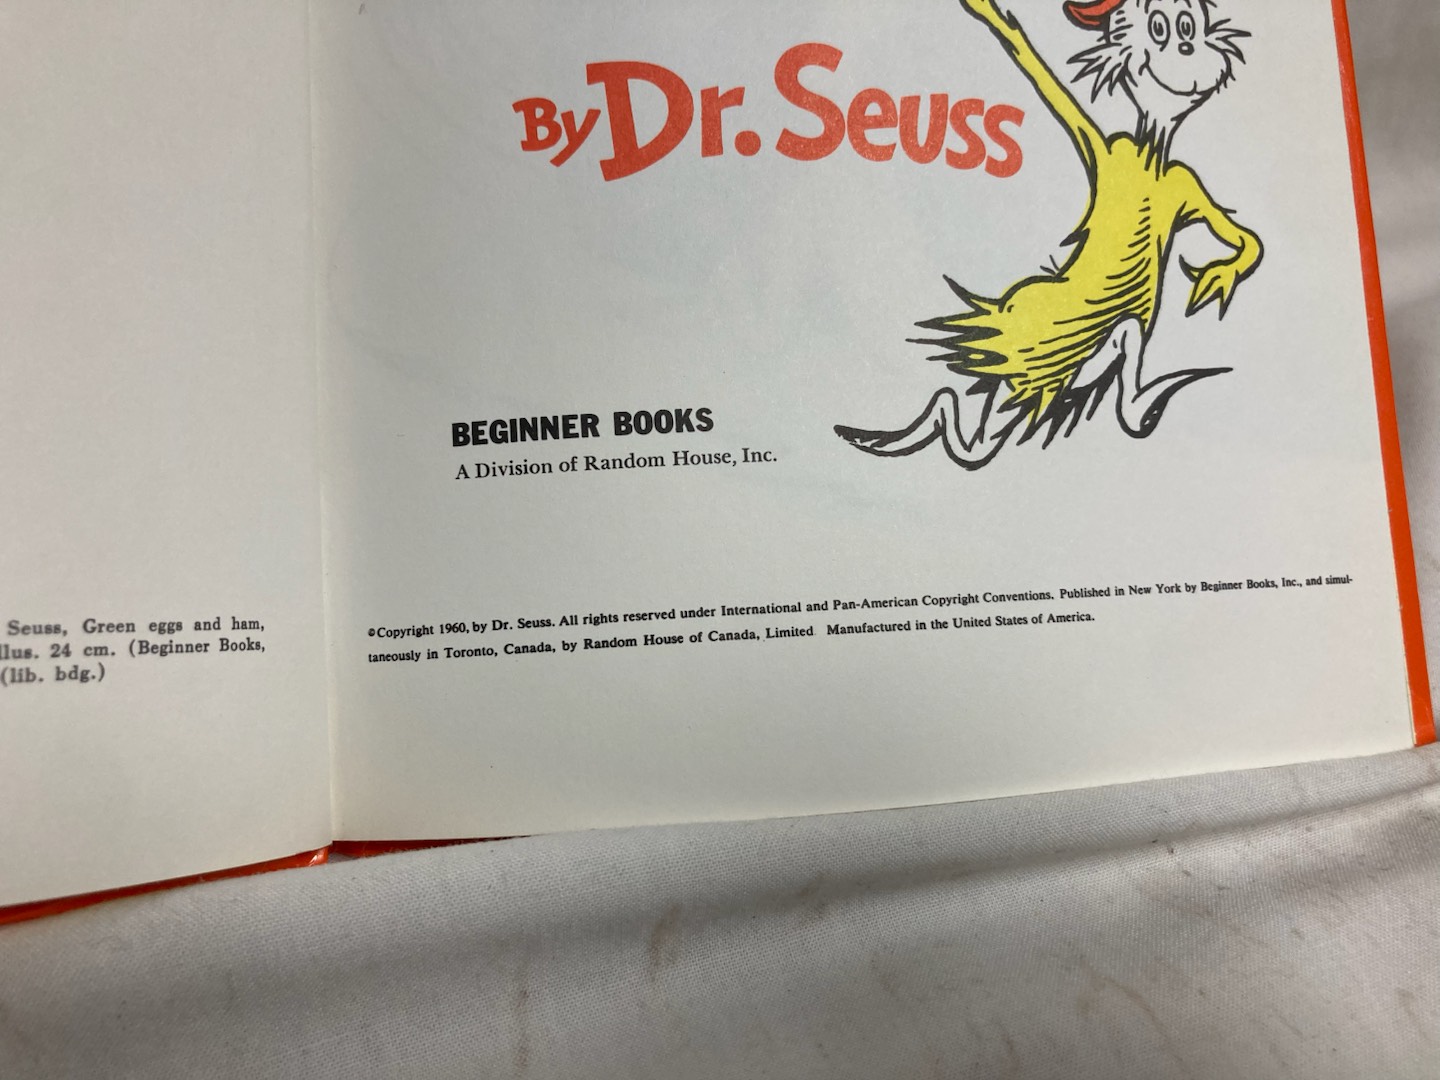 By Dr. Seuss
BEGINNER BOOKS
A Division of Random House, Inc.
Seuss, Green eggs and ham,
llus. 24 cm. (Beginner Books,
(lib. bdg.)
©Copyright 1960, by Dr. Seuss. All rights reserved under International and Pan-American Copyright Conventions. Published in New York by Beginner Books, Inc., and simul-
taneously in Toronto, Canada, by Random House of Canada, Limited. Manufactured in the United States of America.